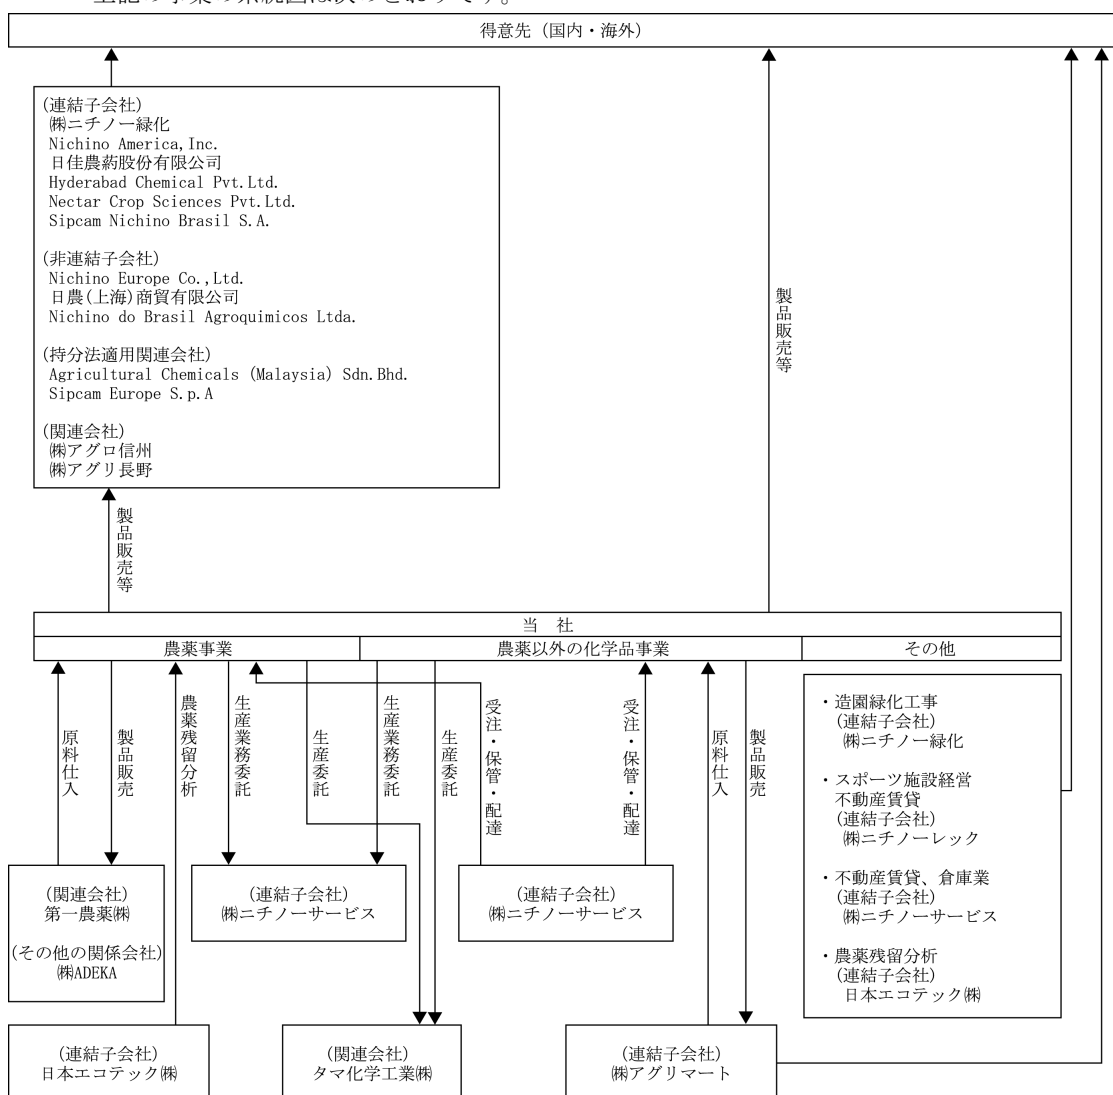 上記の事業の系統図は次のとおりです。
得意先（国内・海外）
(連結子会社)
㈱ニチノー緑化
Nichino America,Inc.
日佳農葯股份有限公司
Hyderabad Chemical Pvt.Ltd.
Nectar Crop Sciences Pvt.Ltd.
Sipcam Nichino Brasil S.A.
(非連結子会社)
Nichino Europe Co.,Ltd.
日農(上海)商貿有限公司
Nichino do Brasil Agroquimicos Ltda.
(持分法適用関連会社)
Agricultural Chemicals (Malaysia) Sdn.Bhd.
Sipcam Europe S.p.A
(関連会社)
㈱アグロ信州
㈱アグリ長野
製品販売等
製品販売等
当　社
農薬事業
農薬以外の化学品事業
その他
原料仕入
製品販売
農薬残留分析
生産業務委託
生産委託
生産業務委託
生産委託
受注・保管・配達
受注・保管・配達
原料仕入
製品販売
・造園緑化工事
(連結子会社)
㈱ニチノー緑化
・スポーツ施設経営
不動産賃貸
(連結子会社)
㈱ニチノーレック
・不動産賃貸、倉庫業
(連結子会社)
㈱ニチノーサービス
・農薬残留分析
(連結子会社)
日本エコテック㈱
(関連会社)
第一農薬㈱
(その他の関係会社)
㈱ADEKA
(連結子会社)
㈱ニチノーサービス
(連結子会社)
㈱ニチノーサービス
(連結子会社)
日本エコテック㈱
(関連会社)
タマ化学工業㈱
(連結子会社)
㈱アグリマート